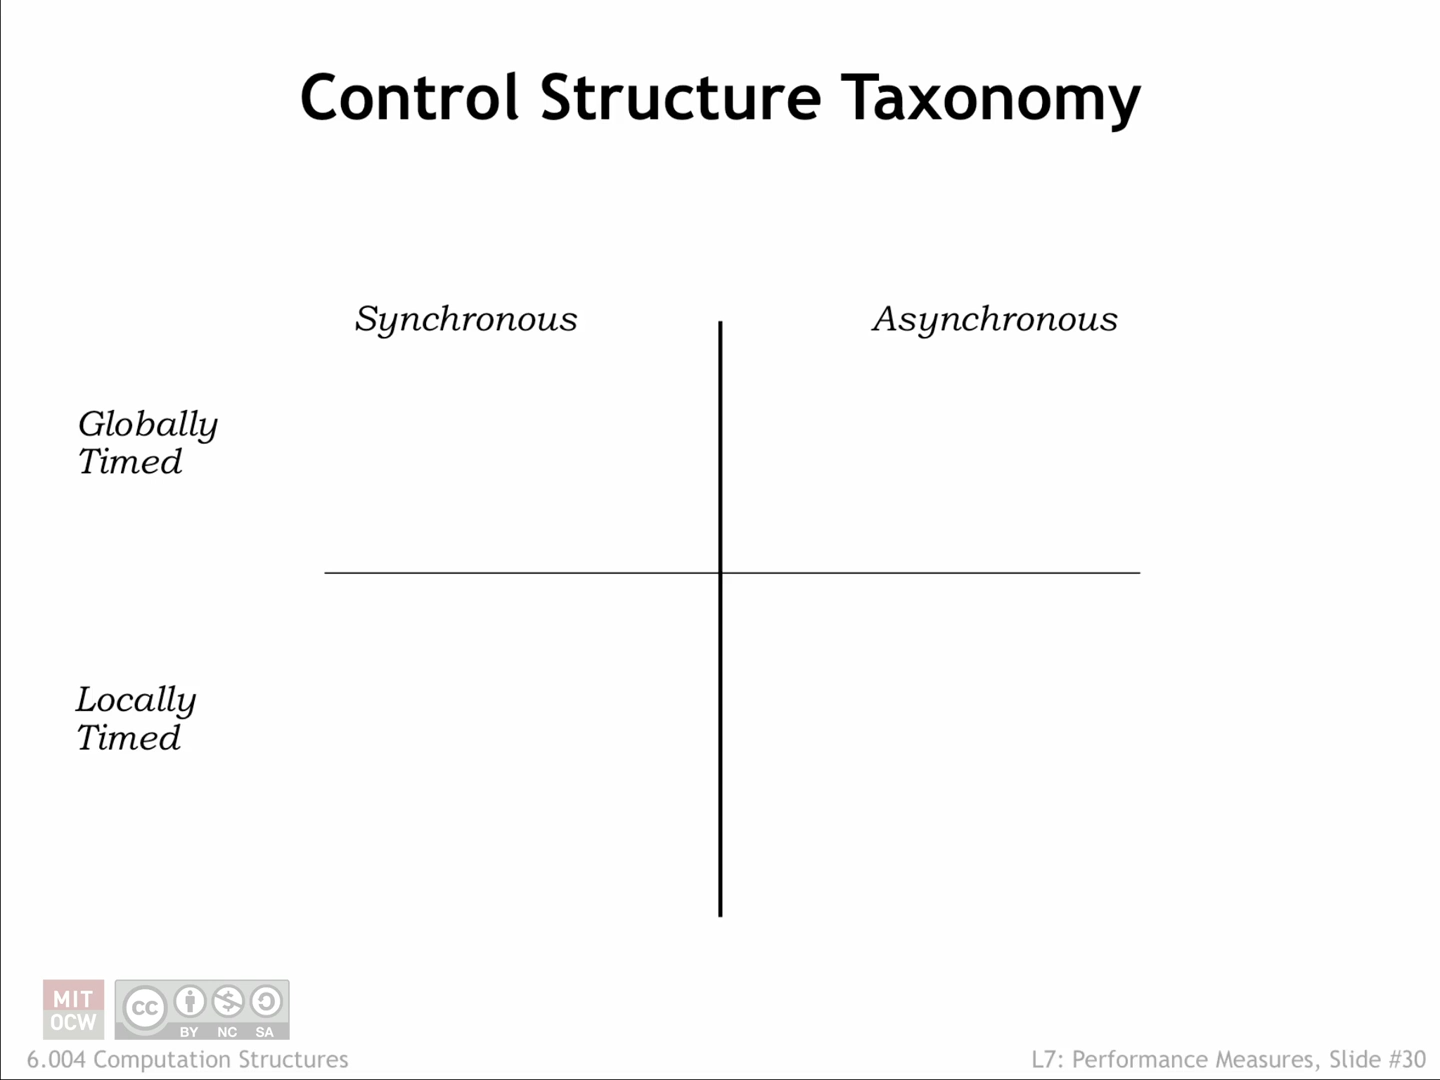 Control Structure Taxonomy
Synchronous
Asynchronous
Globally
Timed
Locally
Timed
MIT
OCW
cc
BY NC SA
6.004 Computation Structures
L7: Performance Measures, Slide #30